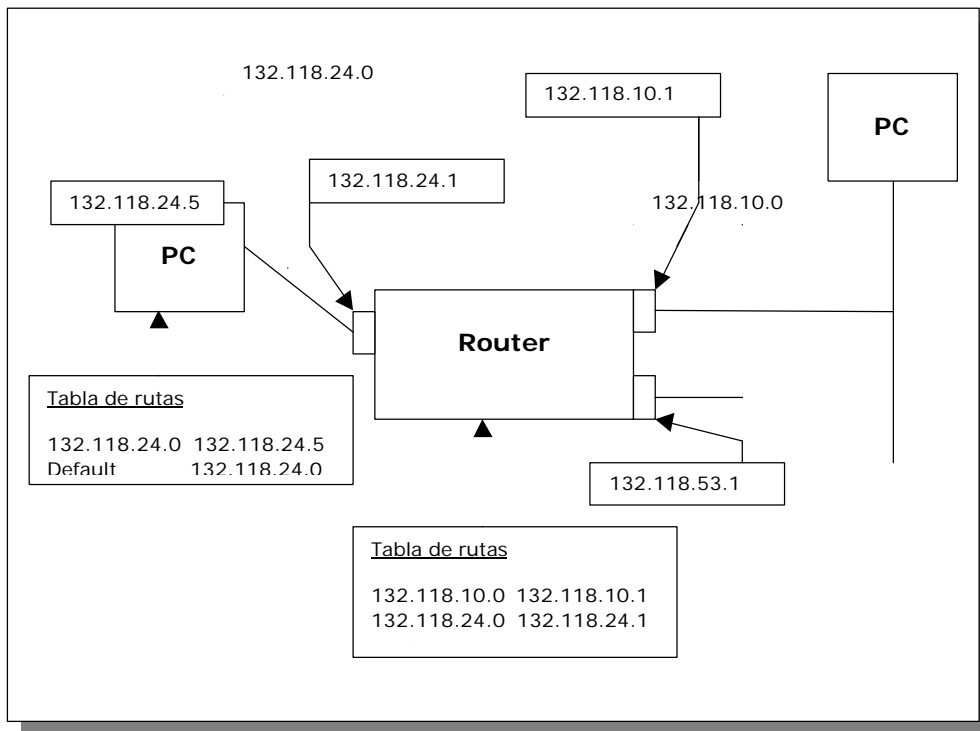 132.118.24.0
132.118.10.1
PC
132.118.24.1
132.118.24.5
132.118.10.0
PC
Router
Tabla de rutas
132.118.24.0 132.118.24.5
Default 132.118.24.0
132.118.53.1
Tabla de rutas
132.118.10.0 132.118.10.1
132.118.24.0 132.118.24.1